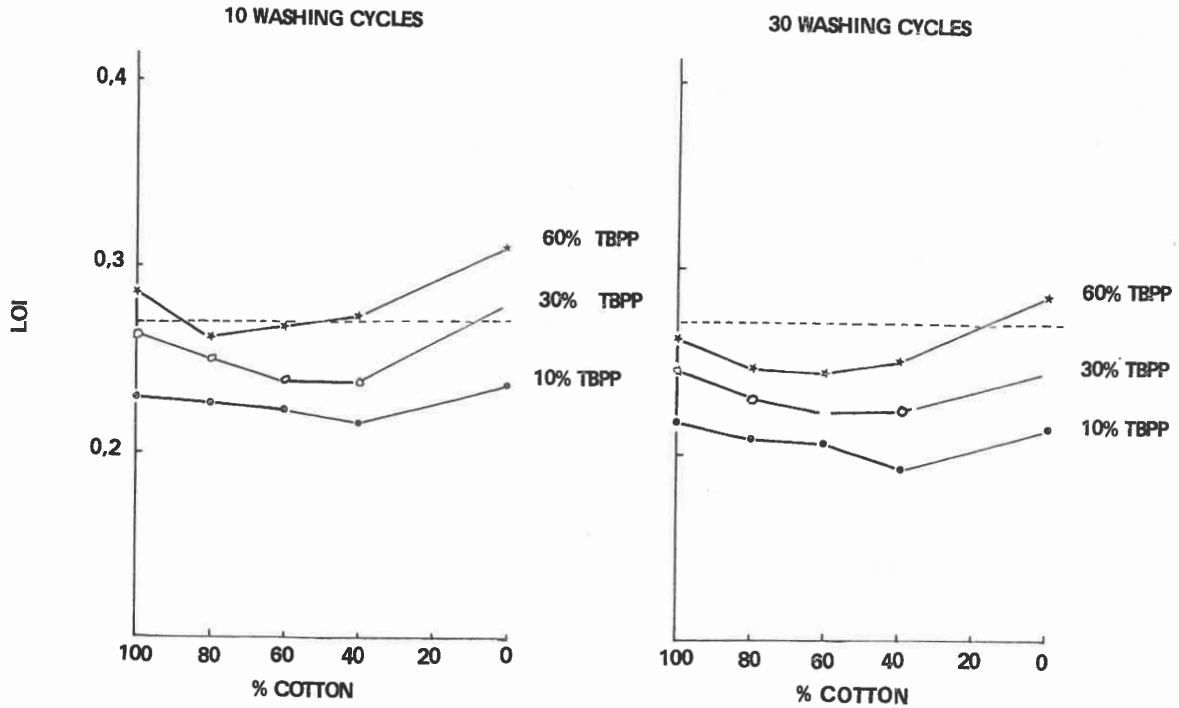 10 WASHING CYCLES
0,4
0,3
0,2
LOI
60% TBPP
30% TBPP
10% TBPP
100 80 60 40 20 0
% COTTON
30 WASHING CYCLES
60% TBPP
30% TBPP
10% TBPP
100 80 60 40 20 0
% COTTON